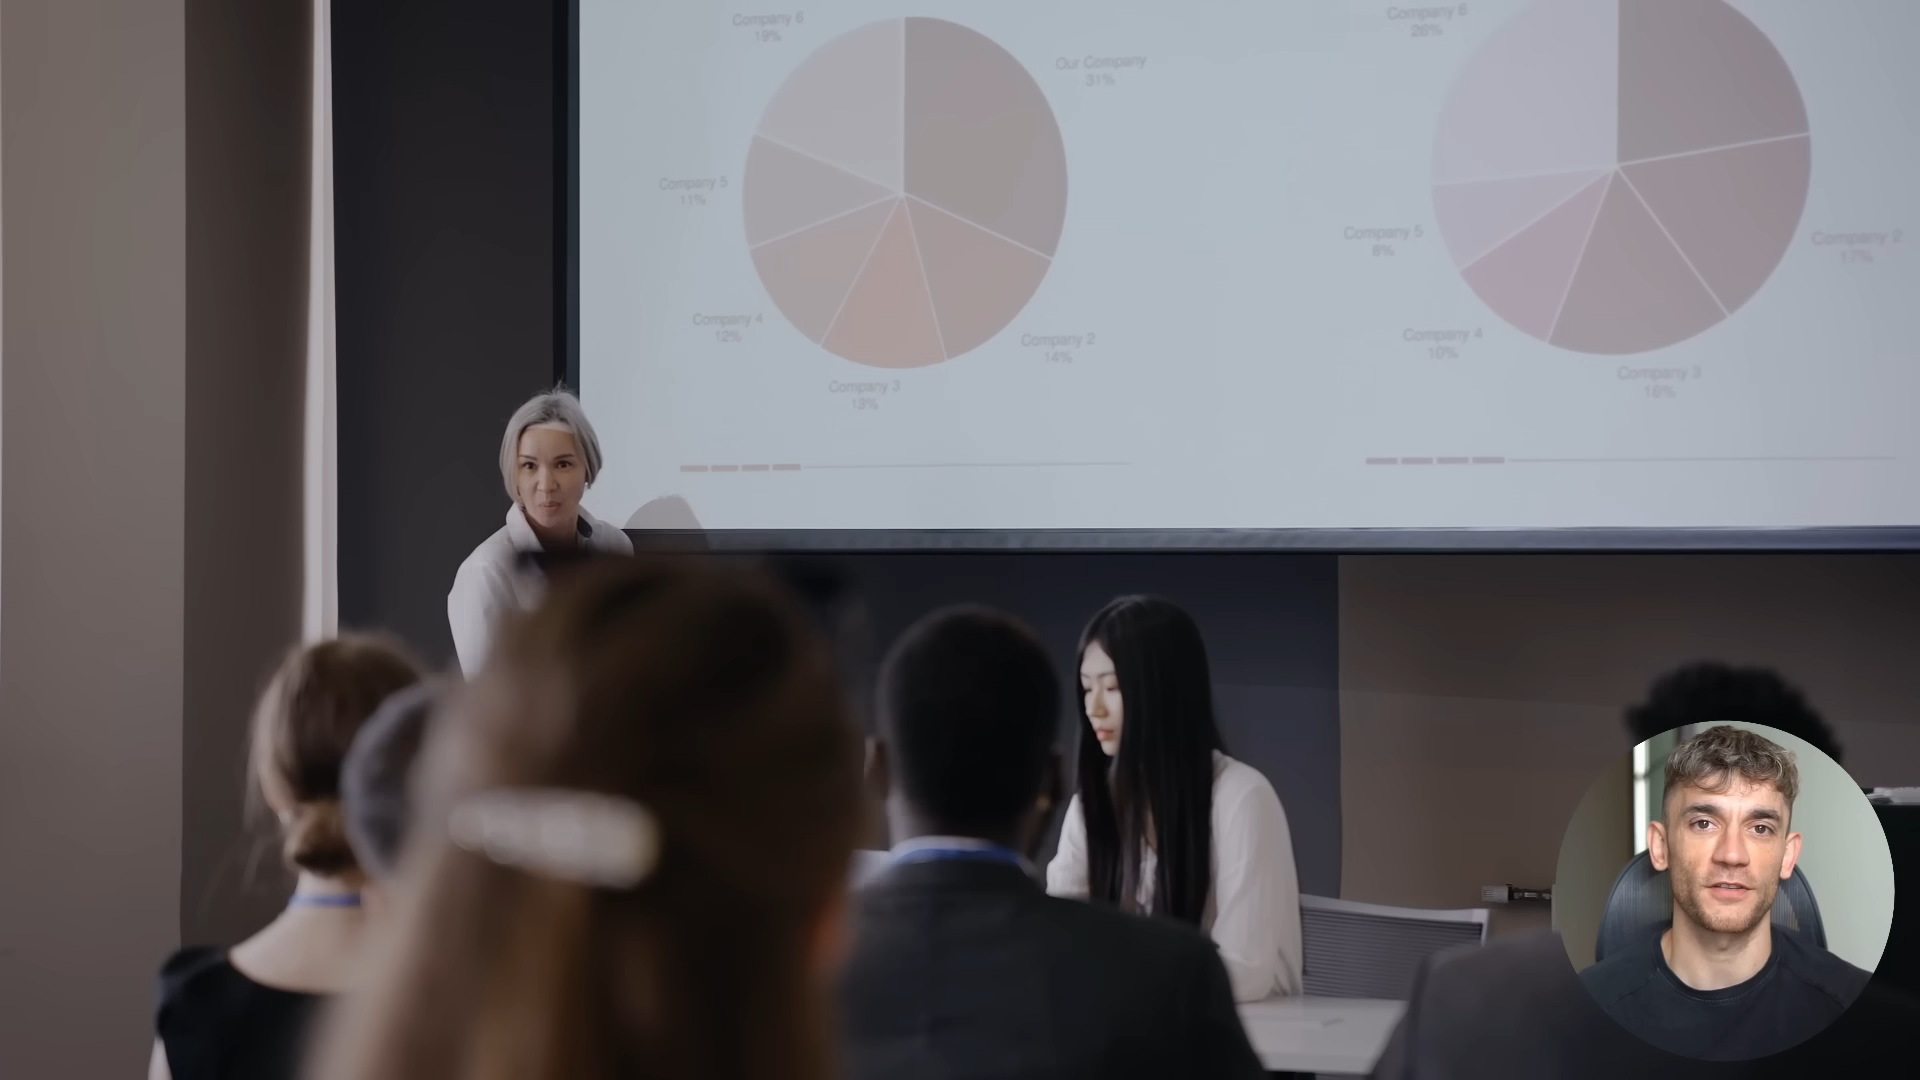 Company 6
19%
Our Company
31%
Company 5
11%
Company 4
12%
Company 3
13%
Company 2
14%
Company 6
26%
Company 5
8%
Company 4
10%
Company 3
16%
Company 2
17%